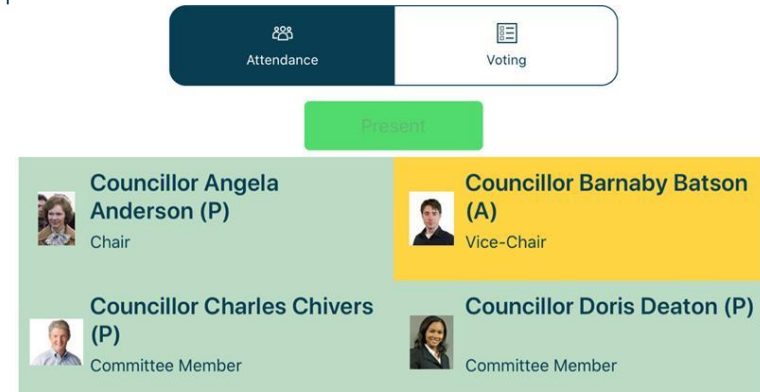 Attendance
Voting
Present
Councillor Angela
Anderson (P)
Chair
Councillor Barnaby Batson
(A)
Vice-Chair
Councillor Charles Chivers
(P)
Committee Member
Councillor Doris Deaton (P)
Committee Member